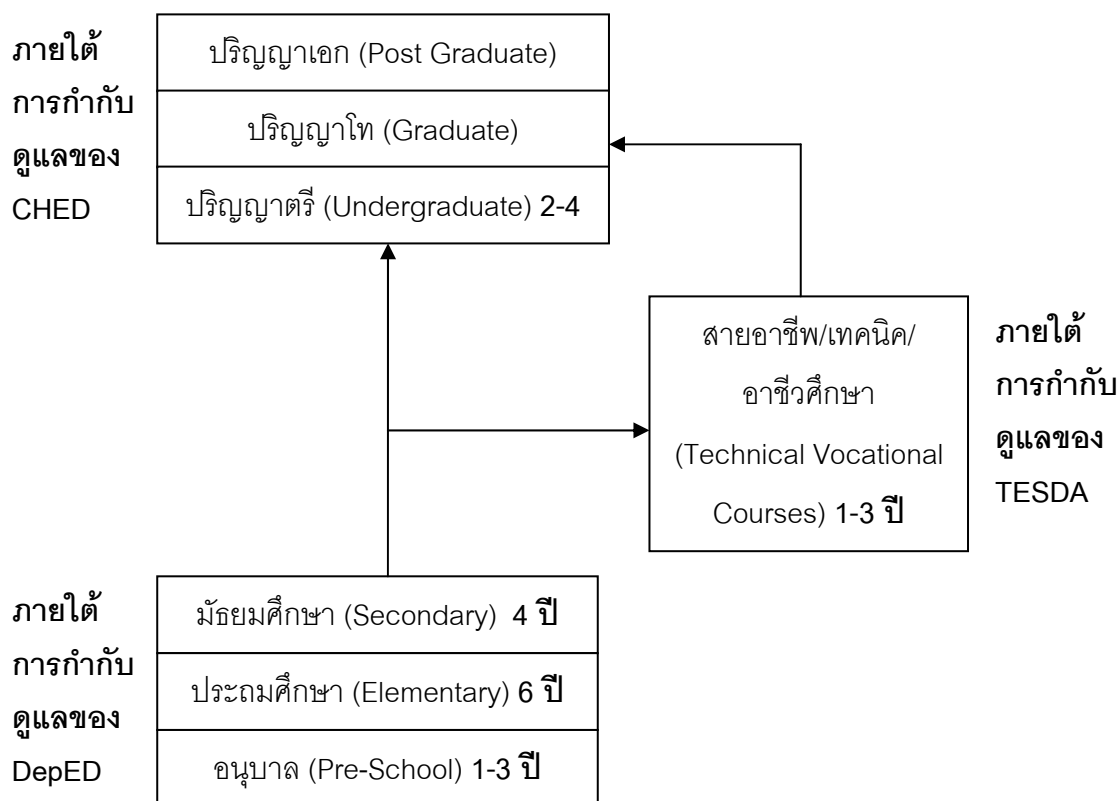 ภายใต้
การกำกับ
ดูแลของ
CHED
ปริญญาเอก (Post Graduate)
ปริญญาโท (Graduate)
ปริญญาตรี (Undergraduate) 2-4
สายอาชีพ/เทคนิค/
อาชีวศึกษา
(Technical Vocational
Courses) 1-3 ปี
ภายใต้
การกำกับ
ดูแลของ
TESDA
ภายใต้
การกำกับ
ดูแลของ
DepED
มัธยมศึกษา (Secondary) 4 ปี
ประถมศึกษา (Elementary) 6 ปี
อนุบาล (Pre-School) 1-3 ปี